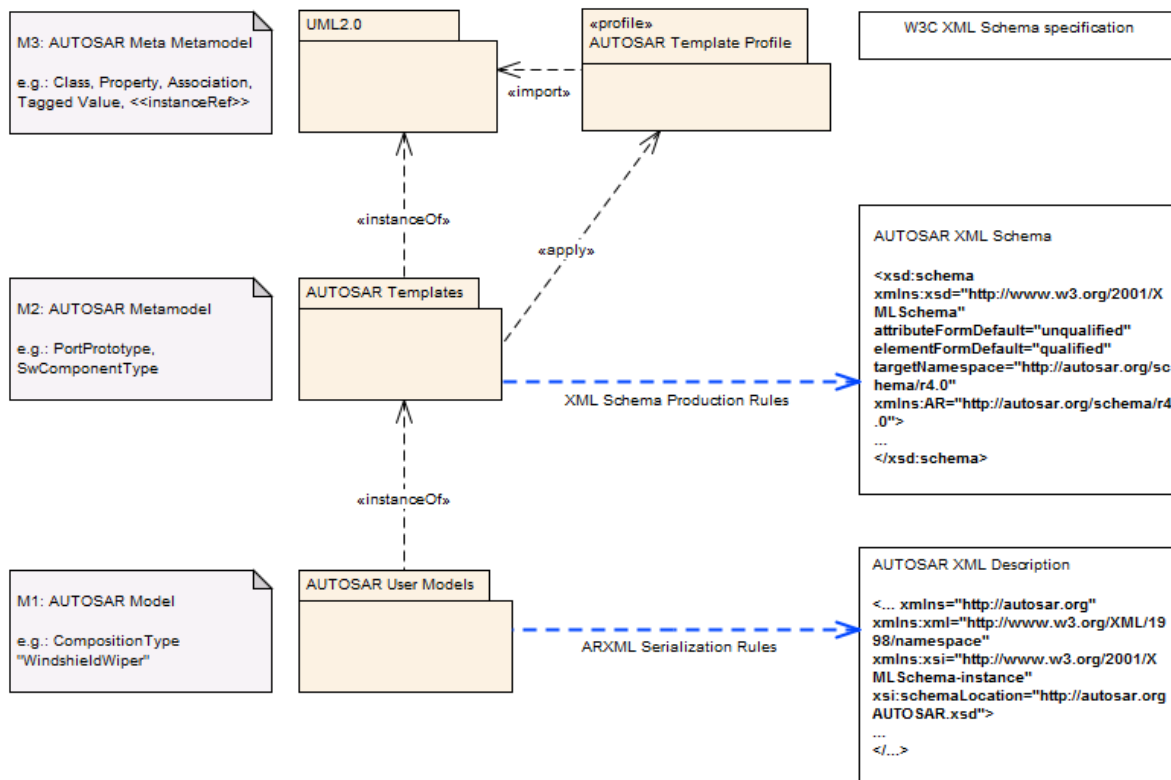 M3: AUTOSAR Meta Metamodel
e.g.: Class, Property, Association,
Tagged Value, <<instanceRef>>
UML2.0
«profile»
AUTOSAR Template Profile
W3C XML Schema specification
«import»
«instanceOf»
«apply»
M2: AUTOSAR Metamodel
e.g.: PortPrototype,
SwComponentType
AUTOSAR Templates
XML Schema Production Rules
AUTOSAR XML Schema
<xsd:schema
xmlns:xsd="http://www.w3.org/2001/X
MLSchema"
attributeFormDefault="unqualified"
elementFormDefault="qualified"
targetNamespace="http://autosar.org/sc
hema/r4.0"
xmlns:AR="http://autosar.org/schema/r4
.0">
...
</xsd:schema>
«instanceOf»
M1: AUTOSAR Model
e.g.: CompositionType
"WindshieldWiper"
AUTOSAR User Models
ARXML Serialization Rules
AUTOSAR XML Description
<... xmlns="http://autosar.org"
xmlns:xml="http://www.w3.org/XML/19
98/namespace"
xmlns:xsi="http://www.w3.org/2001/X
MLSchema-instance"
xsi:schemaLocation="http://autosar.org
AUTOSAR.xsd">
...
</...>